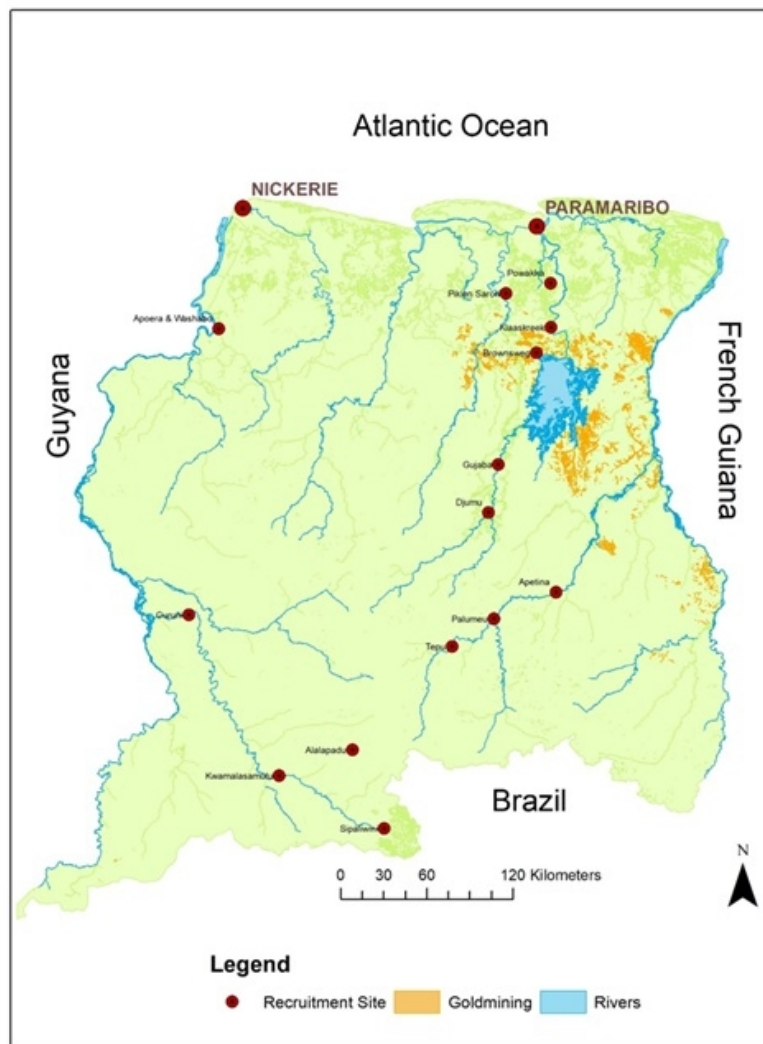 Atlantic Ocean
NICKERIE
PARAMARIBO
Powakka
Pikien Saron
Apoera & Washabo
Klaaskreek
Brownsweg
Guyana
French Guiana
Gujaba
Djumu
Apetina
Palumeu
Tepu
Alalapadu
Kwamalasamutu
Brazil
Sipaliwini
N
0 30 60 120 Kilometers
Legend
Recruitment Site Goldmining Rivers